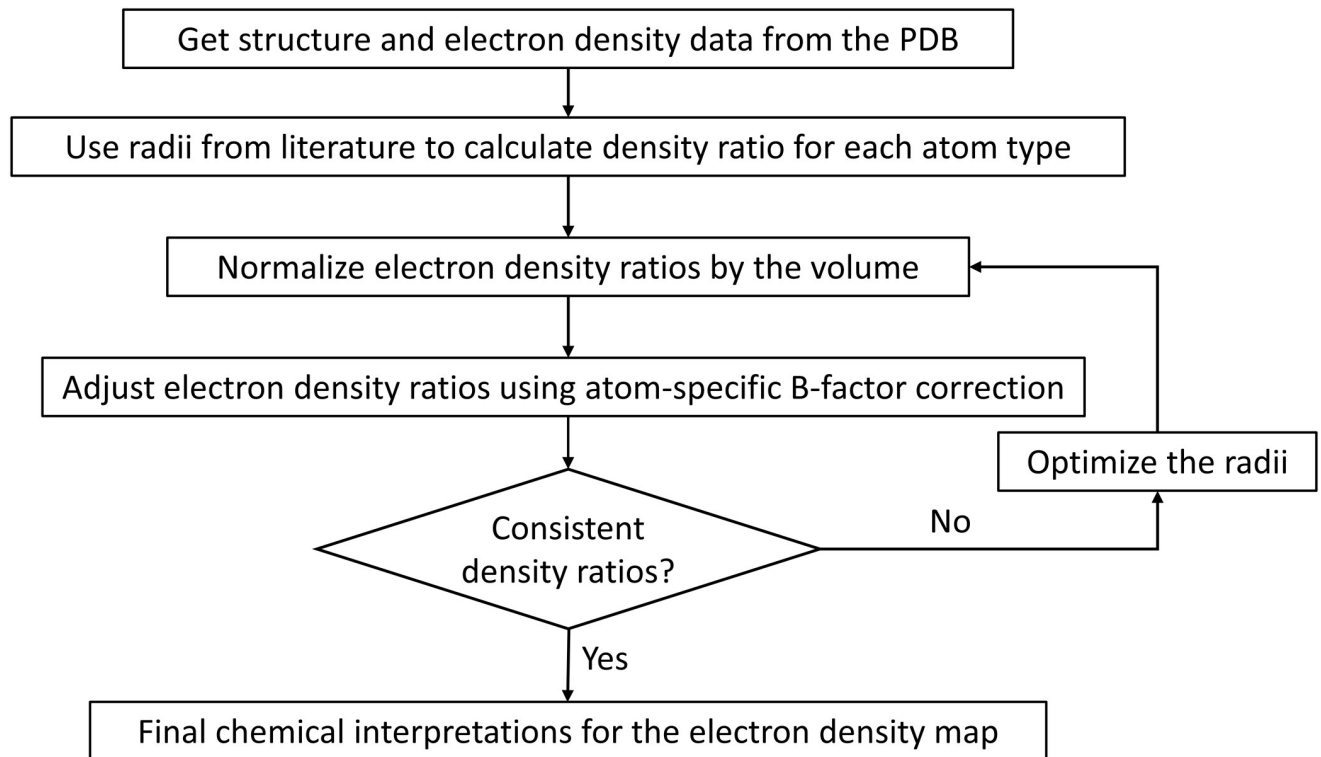 Get structure and electron density data from the PDB
Use radii from literature to calculate density ratio for each atom type
Normalize electron density ratios by the volume
Adjust electron density ratios using atom-specific B-factor correction
Optimize the radii
No
Consistent
density ratios?
Yes
Final chemical interpretations for the electron density map